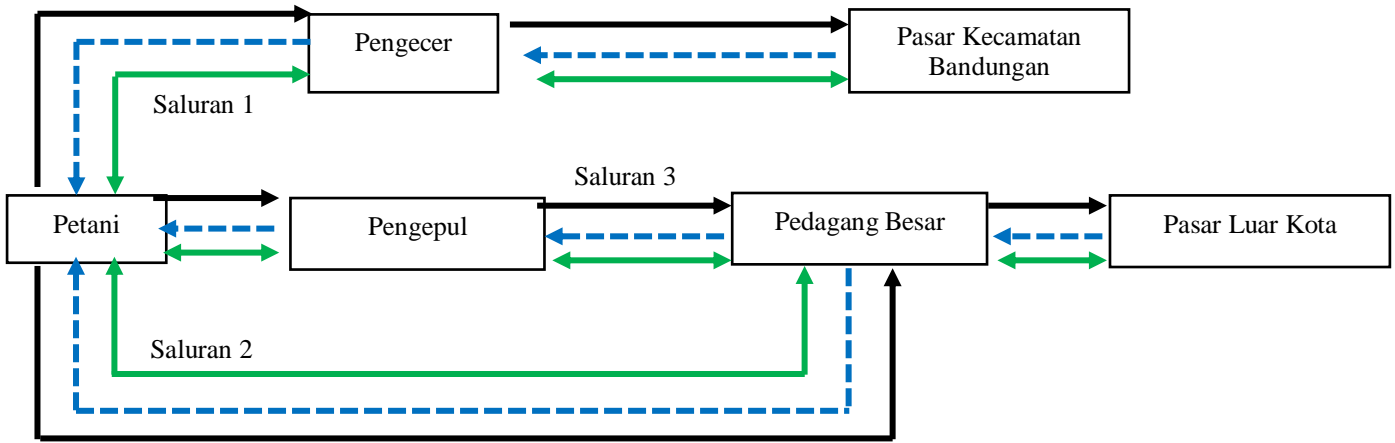 Pengecer
Pasar Kecamatan
Bandungan
Saluran 1
Saluran 3
Petani
Pengepul
Pedagang Besar
Pasar Luar Kota
Saluran 2